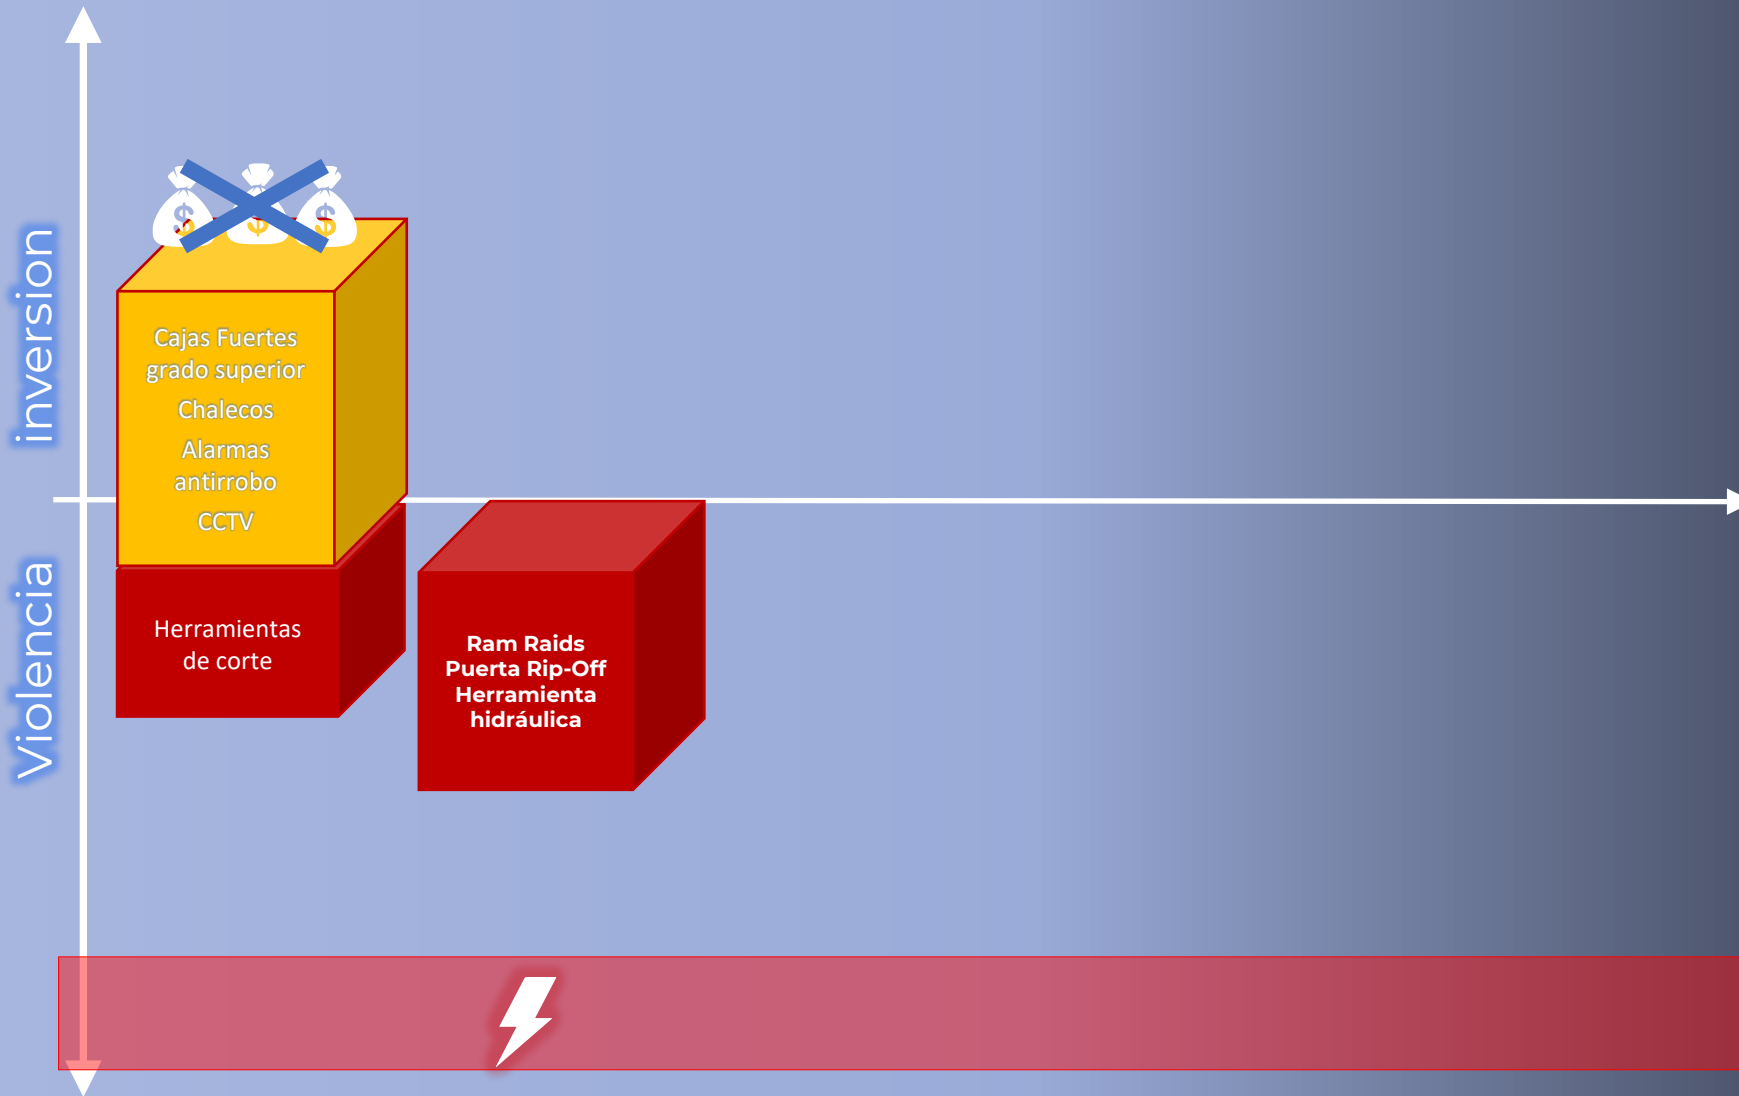 inversion
Cajas Fuertes
grado superior
Chalecos
Alarmas
antirrobo
CCTV
Violencia
Herramientas
de corte
Ram Raids
Puerta Rip-Off
Herramienta
hidráulica
$ $ $